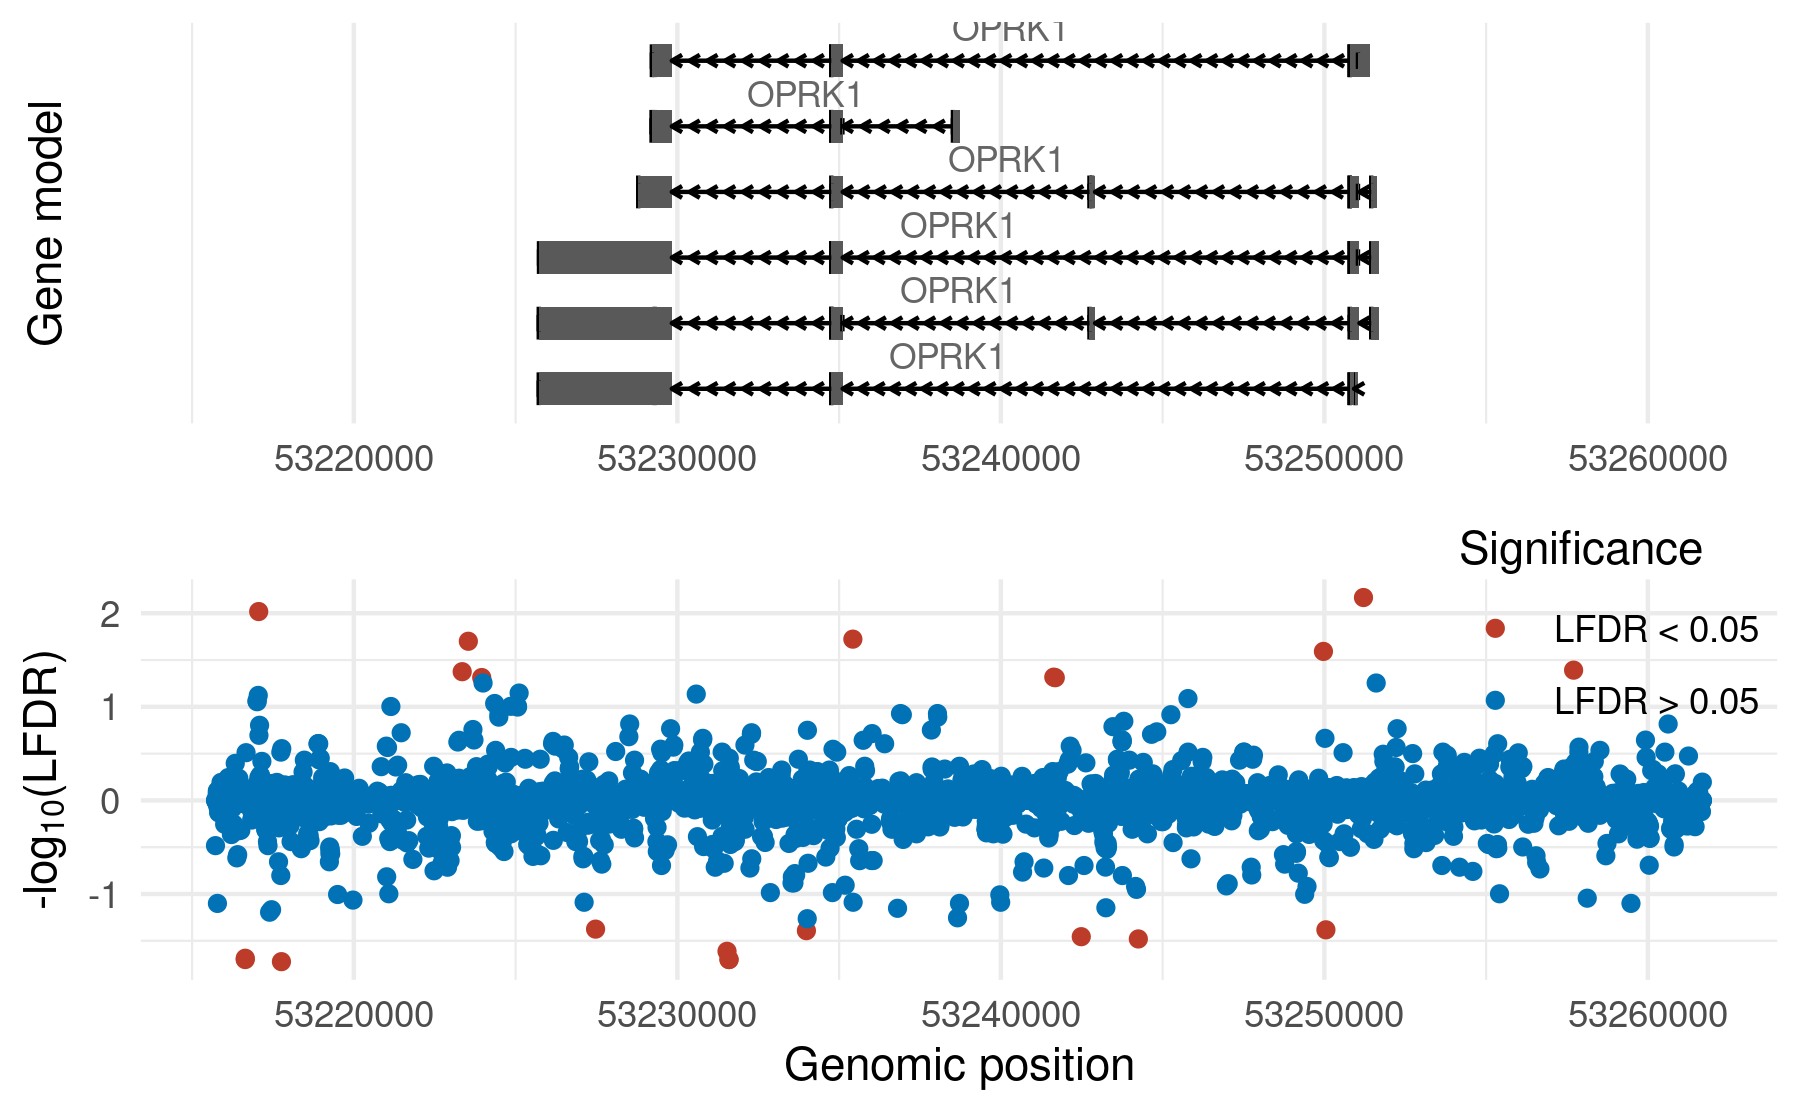 Gene model
OPRK1
OPRK1
OPRK1
OPRK1
OPRK1
OPRK1
53220000 53230000 53240000 53250000 53260000
Significance
LFDR < 0.05
LFDR > 0.05
-log10(LFDR)
2
1
0
-1
53220000 53230000 53240000 53250000 53260000
Genomic position